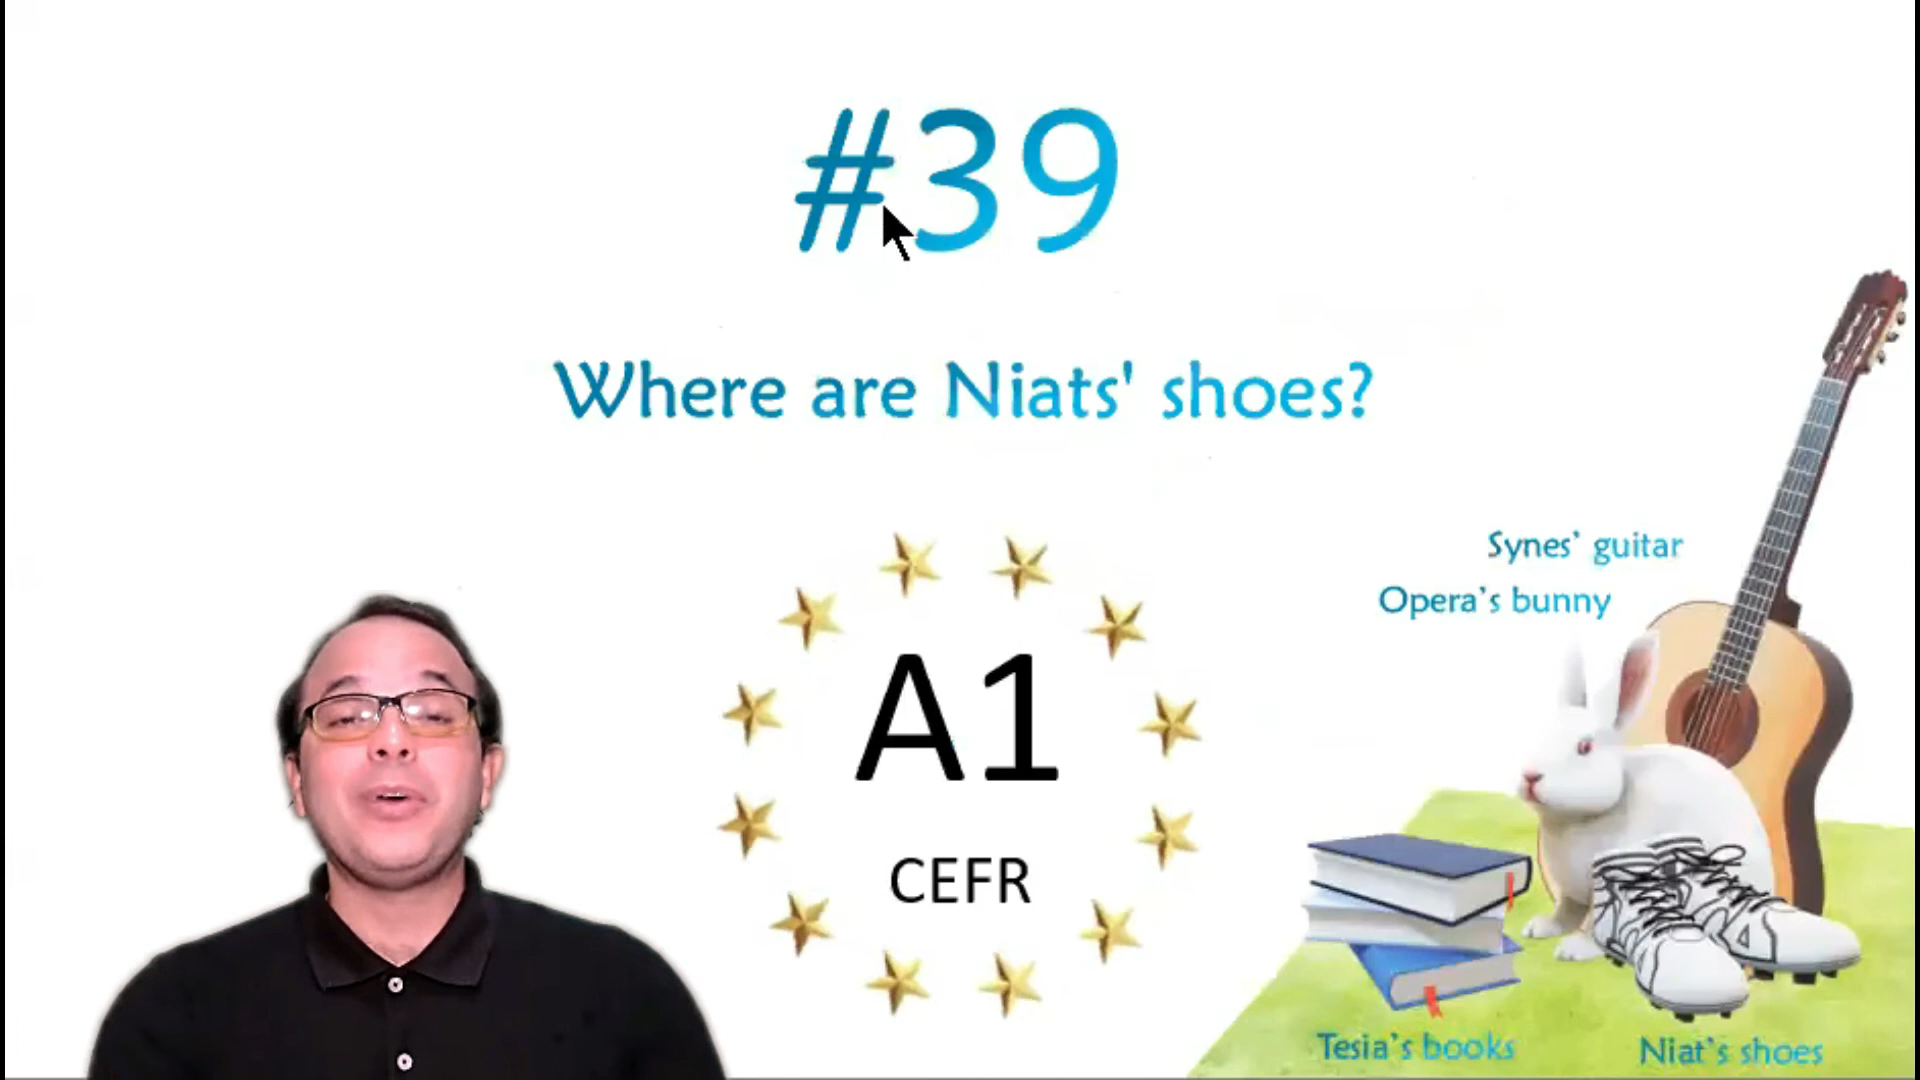 #39
Where are Niats' shoes?
Synes' guitar
Opera's bunny
A1
CEFR
Tesia's books
Niat's shoes